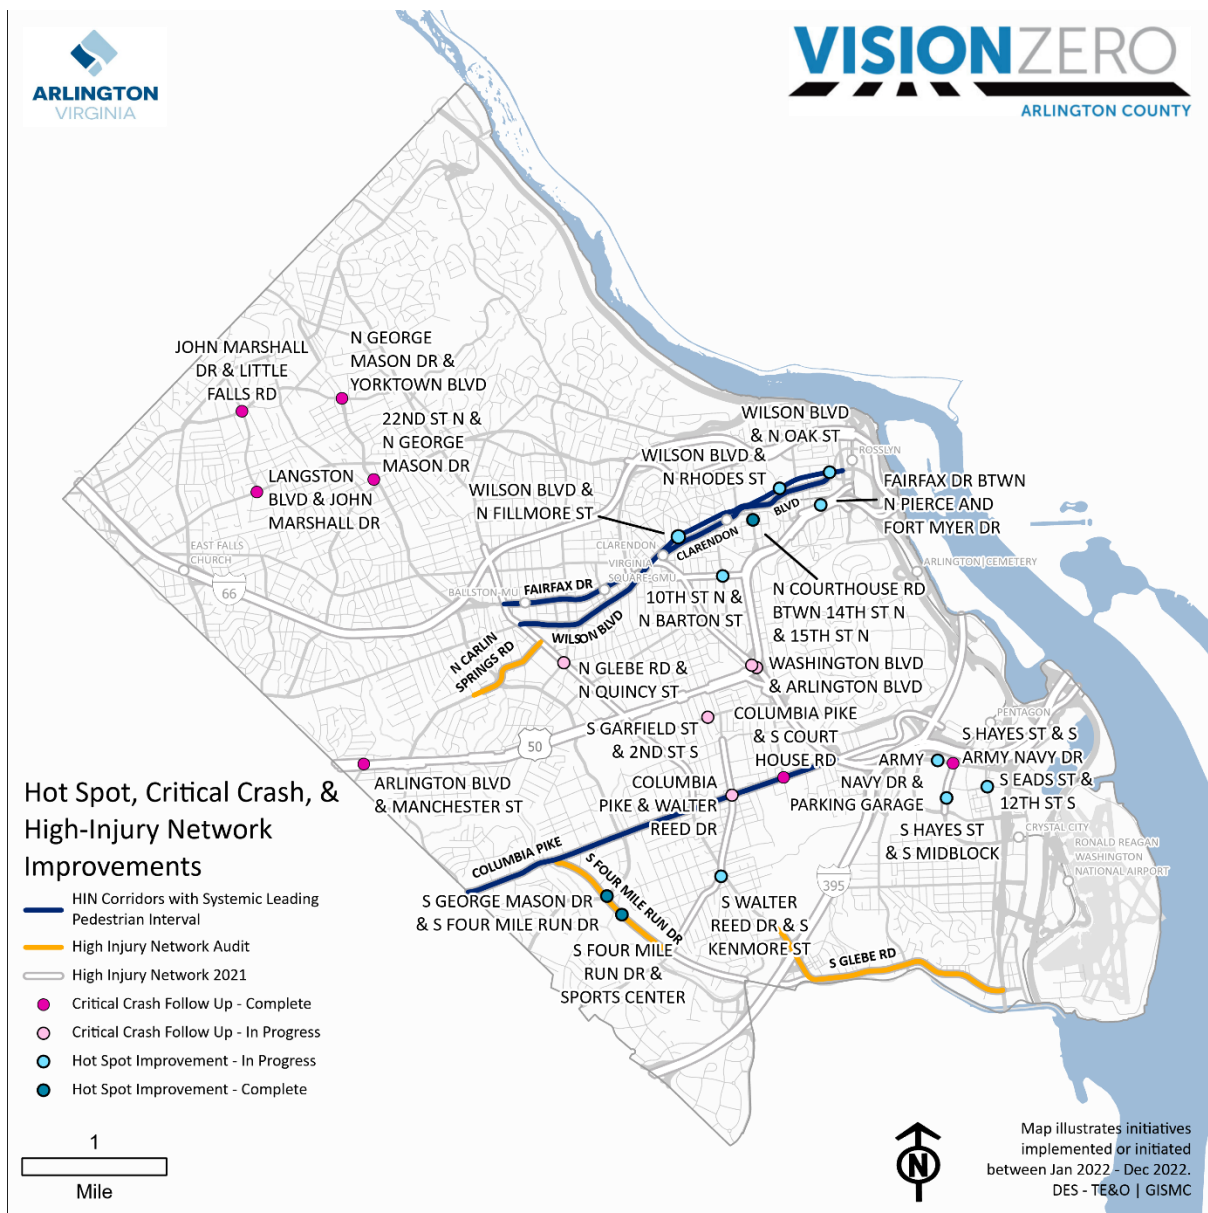 ARLINGTON
VIRGINIA
VISIONZERO
ARLINGTON COUNTY
JOHN MARSHALL
DR & LITTLE
FALLS RD
N GEORGE
MASON DR &
YORKTOWN BLVD
22ND ST N &
N GEORGE
MASON DR
LANGSTON
BLVD & JOHN
MARSHALL DR
WILSON BLVD
& N OAK ST
WILSON BLVD &
N RHODES ST
WILSON BLVD &
N FILLMORE ST
ROSSLYN
FAIRFAX DR BTWN
N PIERCE AND
FORT MYER DR
CLARENDON
BLVD
CLARENDON
VIRGINIA
SQUARE-GMU
EAST FALLS
CHURCH
66
BALLSTON-MU
FAIRFAX DR
WILSON BLVD
ARLINGTON CEMETERY
10TH ST N &
N BARTON ST
N COURTHOUSE RD
BTWN 14TH ST N
& 15TH ST N
N CARLIN
SPRINGS RD
N GLEBE RD &
N QUINCY ST
WASHINGTON BLVD
& ARLINGTON BLVD
S GARFIELD ST
& 2ND ST S
COLUMBIA PIKE
& S COURT
HOUSE RD
PENTAGON
S HAYES ST & S
ARMY NAVY DR
50
ARLINGTON BLVD
& MANCHESTER ST
COLUMBIA
PIKE & WALTER
REED DR
ARMY
NAVY DR &
PARKING GARAGE
S EADS ST &
12TH ST S
S HAYES ST
& S MIDBLOCK
CRYSTAL CITY
RONALD REAGAN
WASHINGTON
NATIONAL AIRPORT
COLUMBIA PIKE
S FOUR MILE RUN DR
395
S GEORGE MASON DR
& S FOUR MILE RUN DR
S WALTER
REED DR & S
KENMORE ST
S FOUR MILE
RUN DR &
SPORTS CENTER
S GLEBE RD
Hot Spot, Critical Crash, &
High-Injury Network
Improvements
HIN Corridors with Systemic Leading
Pedestrian Interval
High Injury Network Audit
High Injury Network 2021
Critical Crash Follow Up - Complete
Critical Crash Follow Up - In Progress
Hot Spot Improvement - In Progress
Hot Spot Improvement - Complete
1
Mile
N
Map illustrates initiatives
implemented or initiated
between Jan 2022 - Dec 2022.
DES - TE&O | GISMC